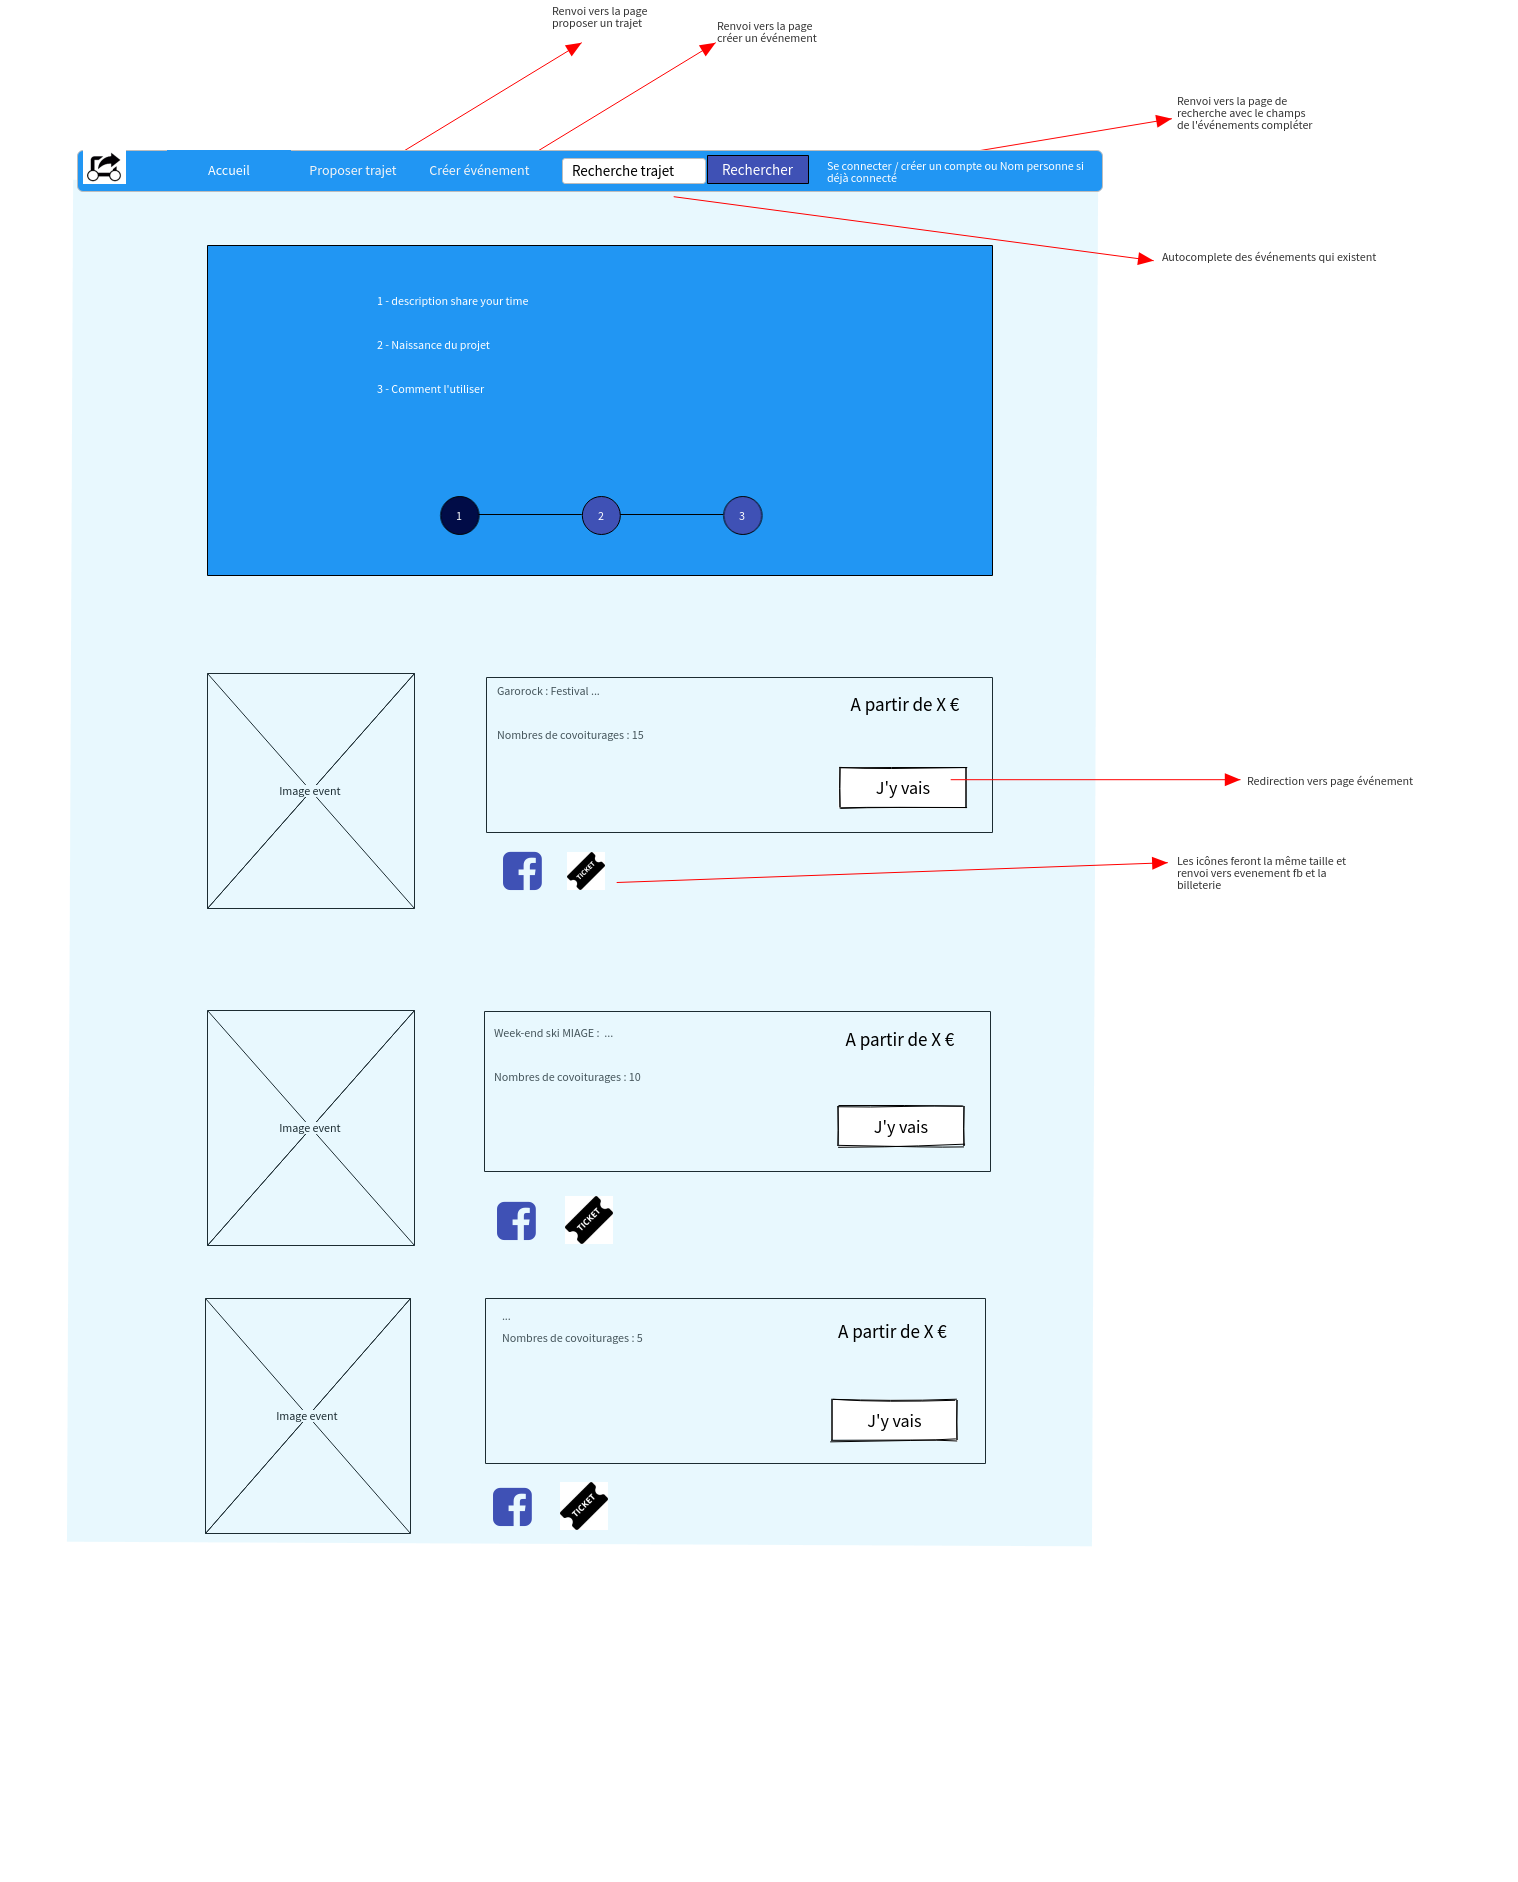 Renvoi vers la page
proposer un trajet
Renvoi vers la page
créer un événement
Renvoi vers la page de
recherche avec le champs
de l'événements compléter
Accueil
Proposer trajet
Créer événement
Recherche trajet
Rechercher
Se connecter / créer un compte ou Nom personne si
déjà connecté
Autocomplete des événements qui existent
1 - description share your time
2 - Naissance du projet
3 - Comment l'utiliser
1
2
3
Image event
Garorock : Festival ...
A partir de X €
Nombres de covoiturages : 15
J'y vais
Redirection vers page événement
TICKET
Les icônes feront la même taille et
renvoi vers evenement fb et la
billeterie
Image event
Week-end ski MIAGE :  ...
A partir de X €
Nombres de covoiturages : 10
J'y vais
TICKET
Image event
...
A partir de X €
Nombres de covoiturages : 5
J'y vais
TICKET